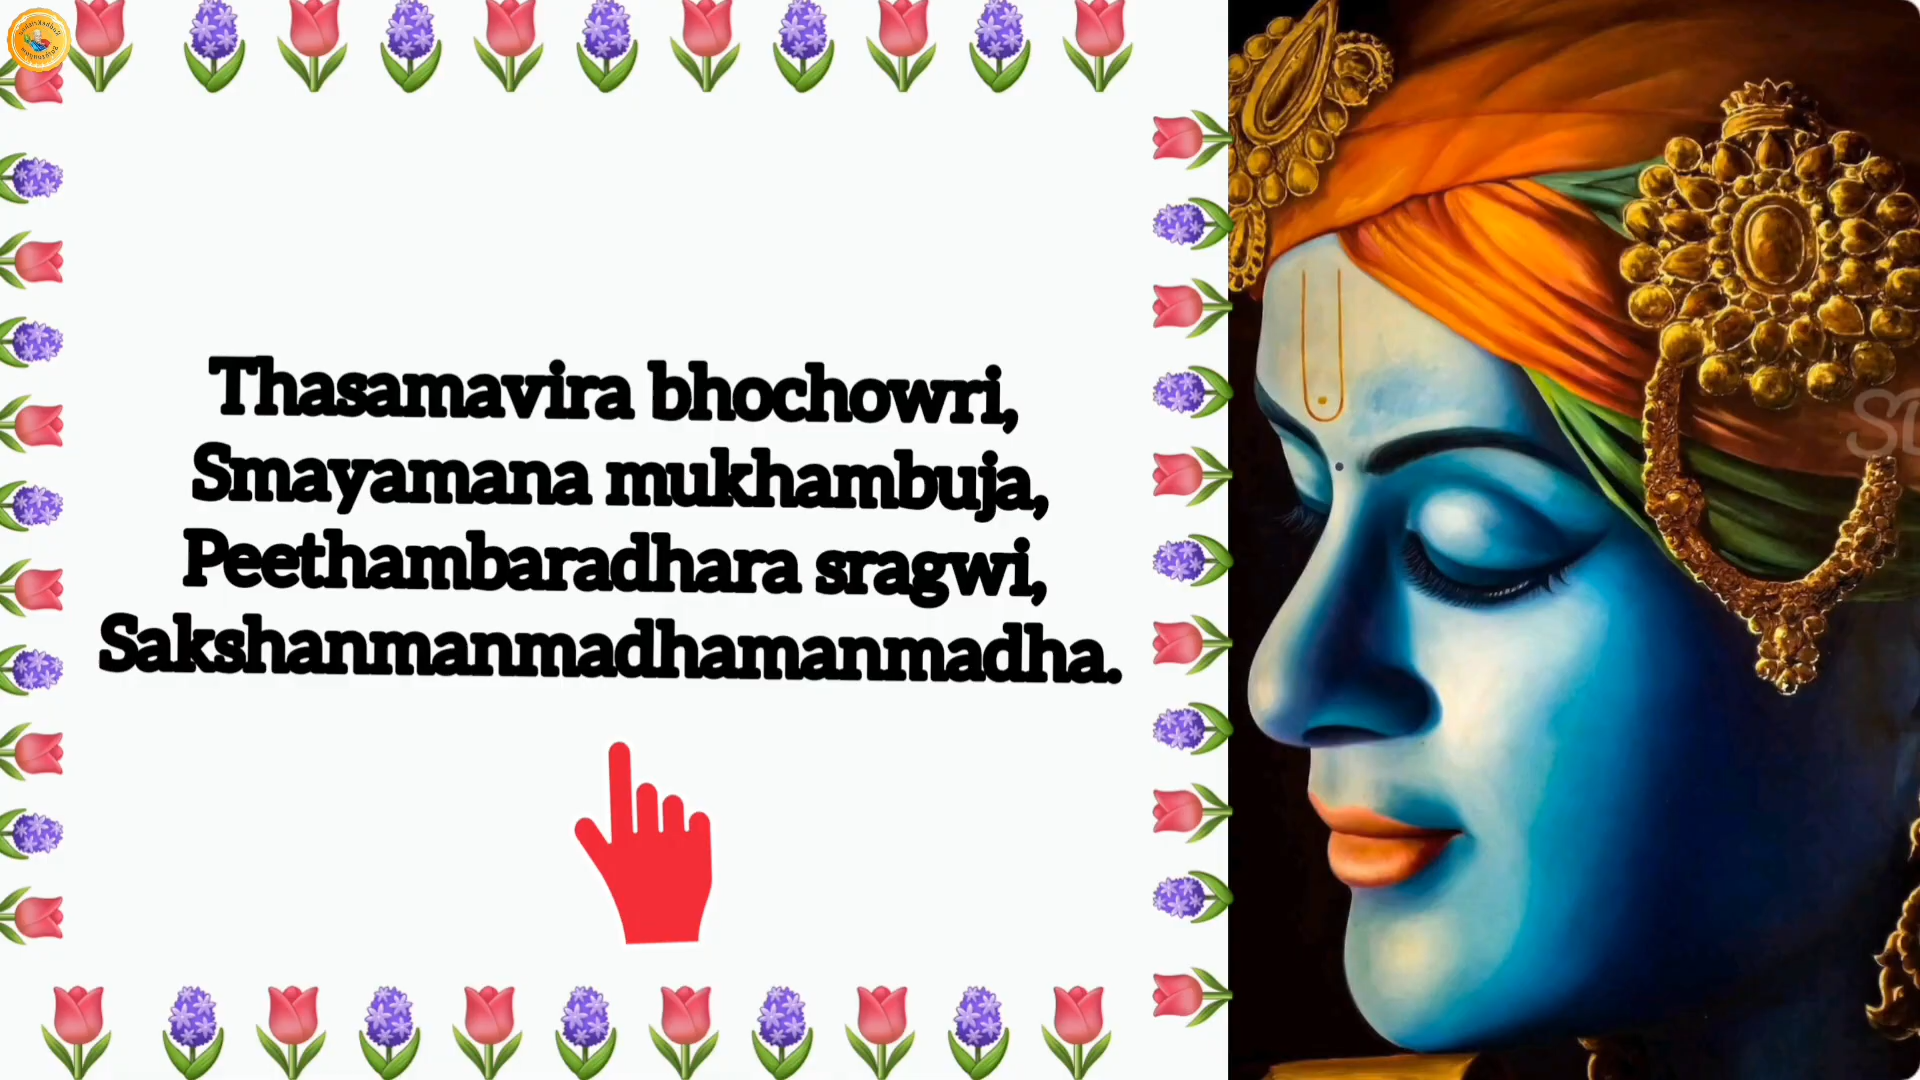 Thasamavira bhochowri,
Smayamana mukhambuja,
Peethambaradhara sragwi,
Sakshanmanmadhamanmadha.